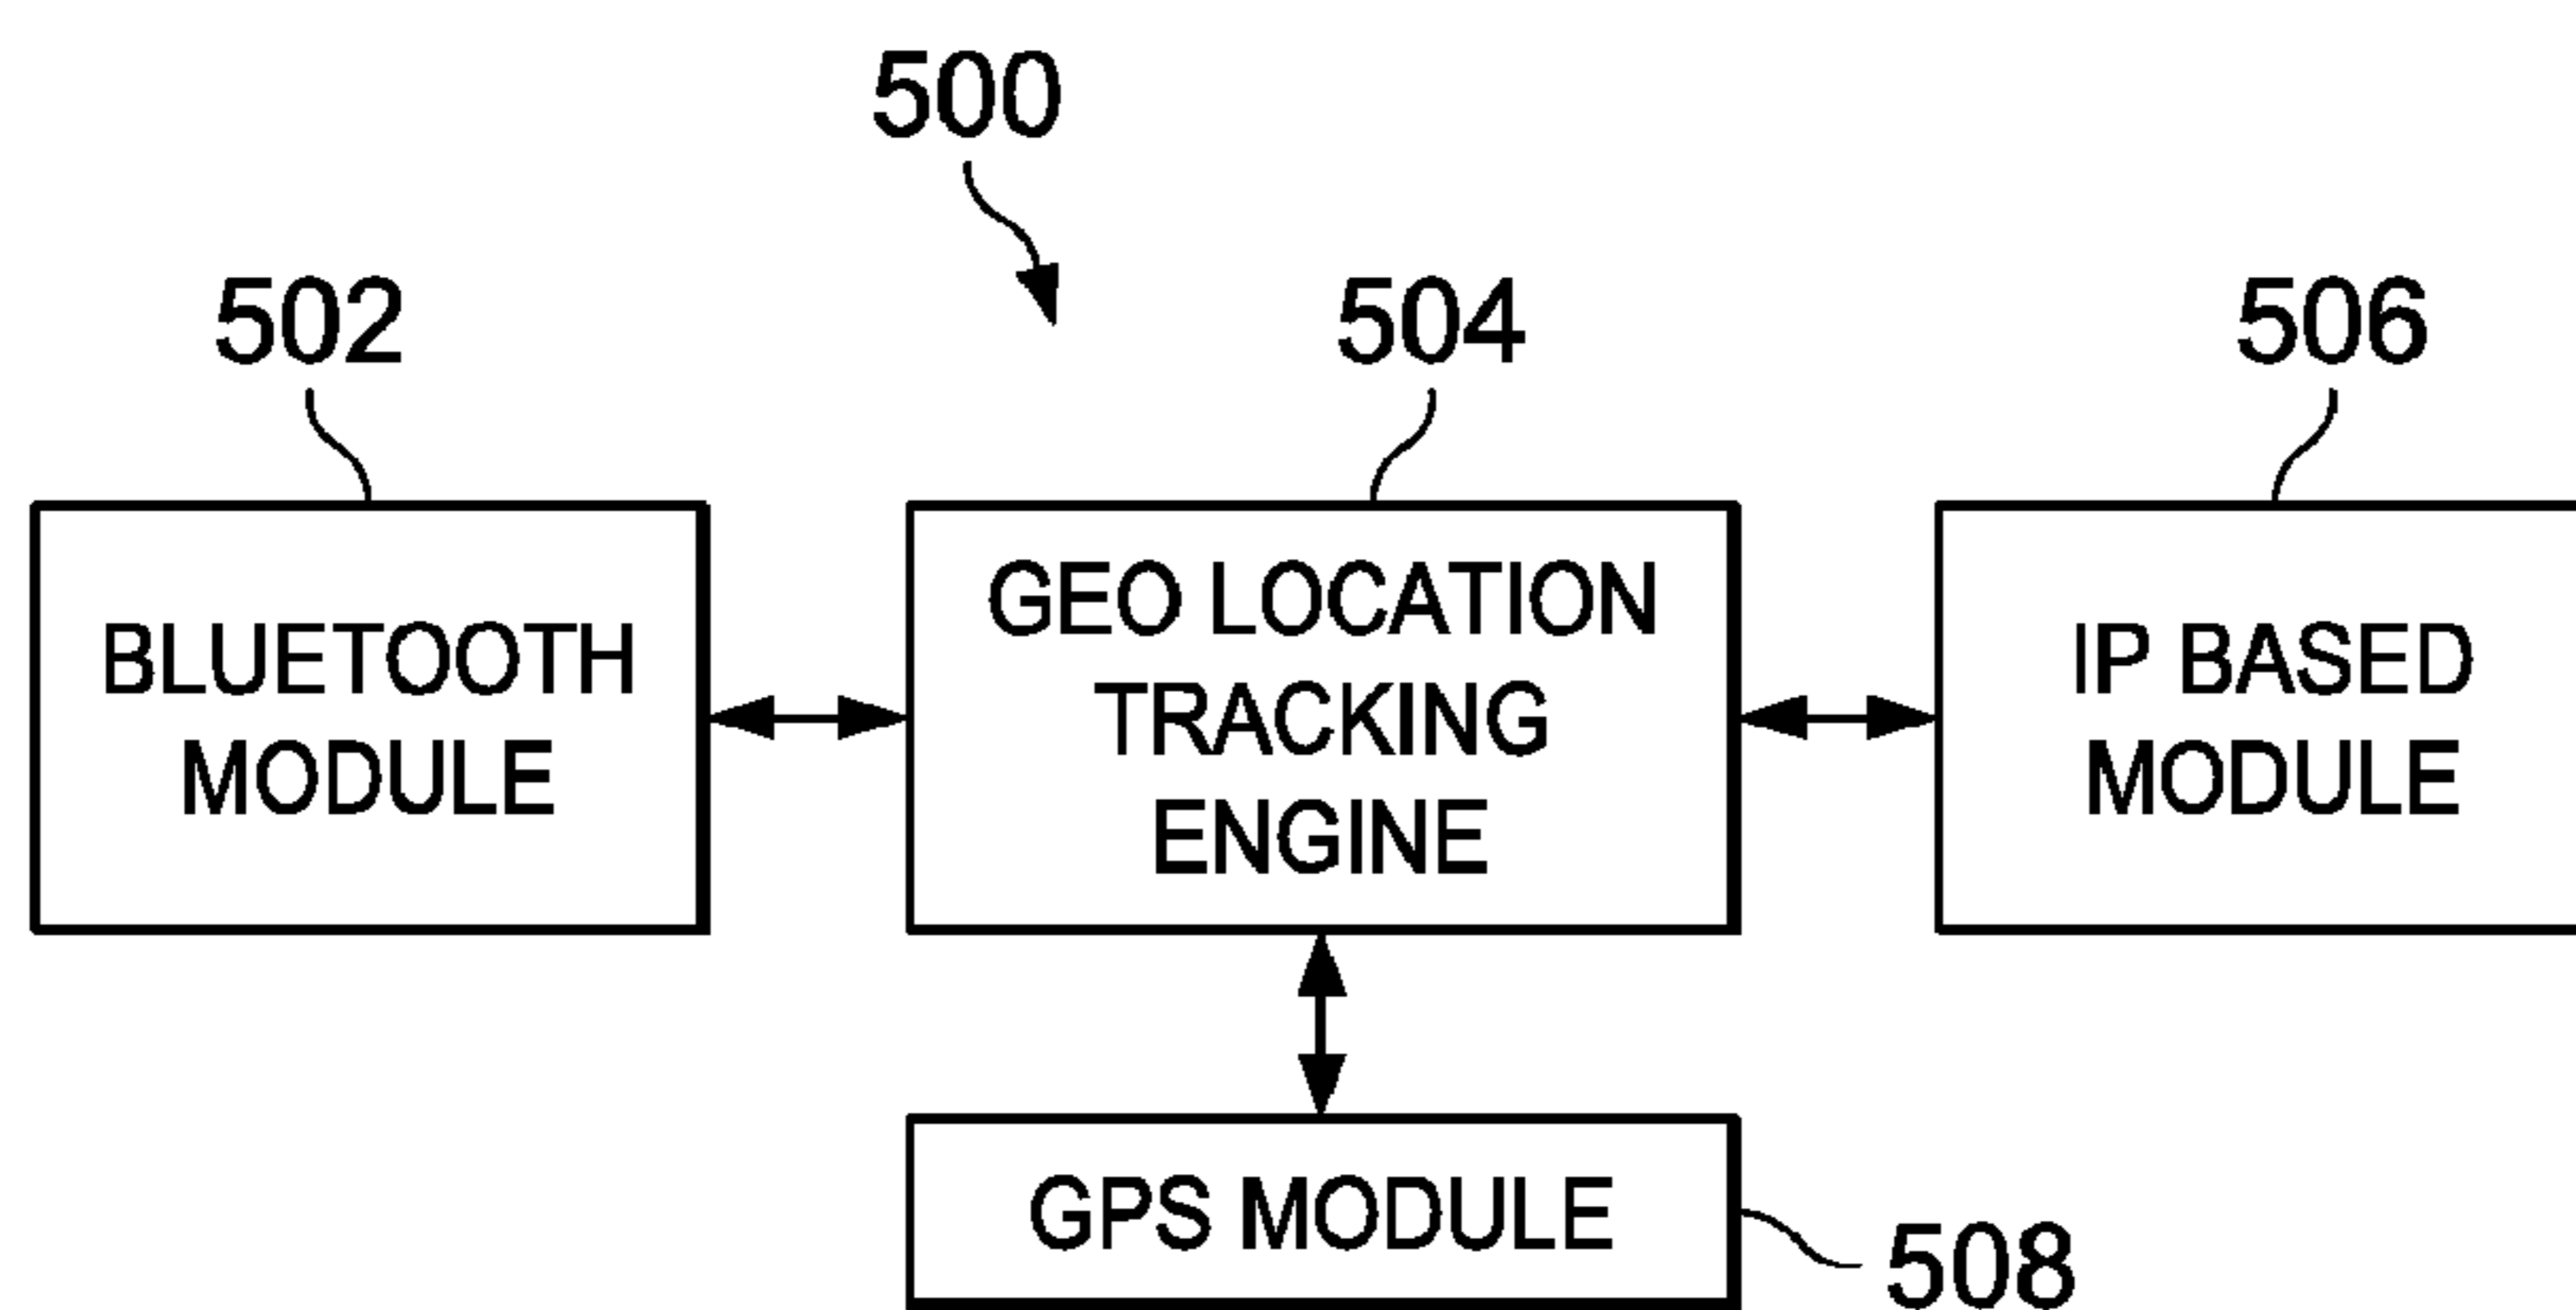 500
502
504
506
BLUETOOTH
MODULE
GEO LOCATION
TRACKING
ENGINE
IP BASED
MODULE
GPS MODULE
508